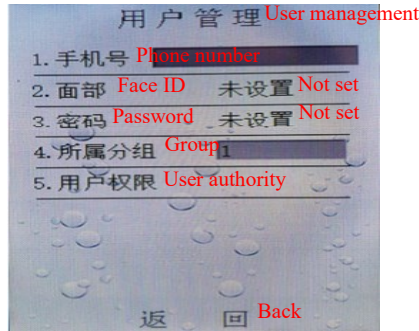 用户管理 User management
1. 手机号 Phone number
2. 面部 Face ID 未设置 Not set
3. 密码 Password 未设置 Not set
4. 所属分组 Group 1
5. 用户权限 User authority
返回 Back